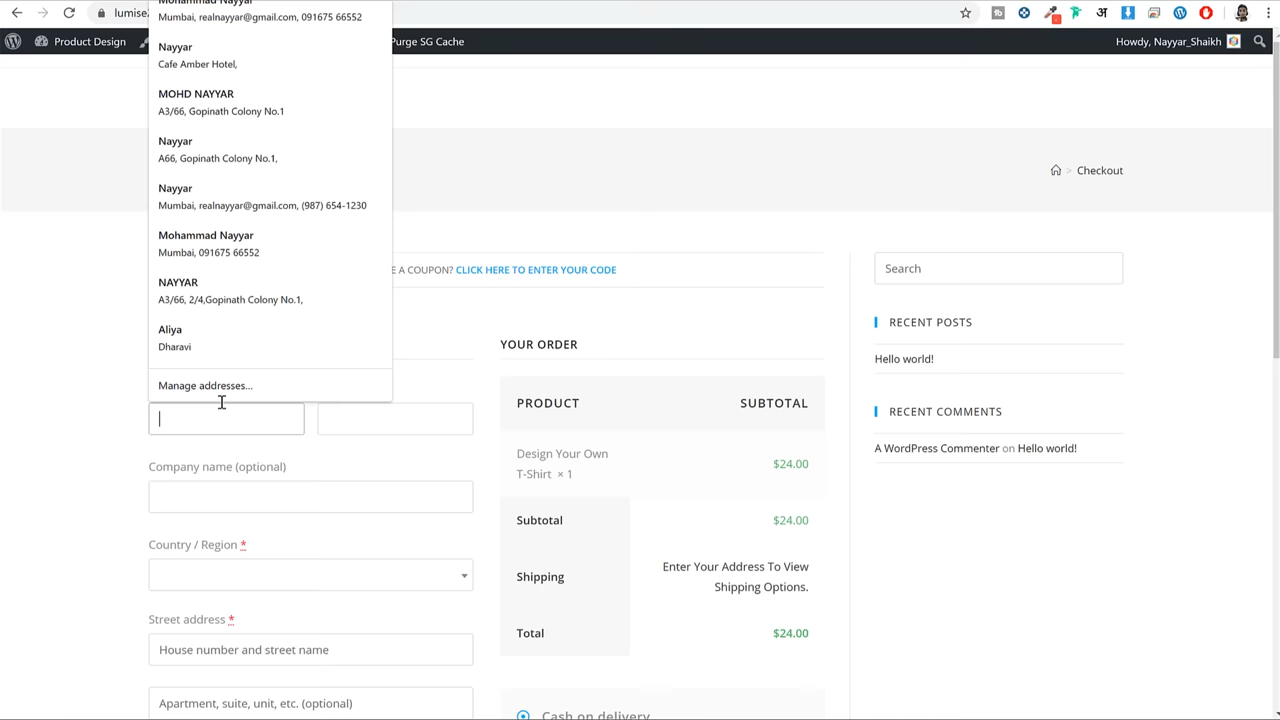 Mohammad Nayyar
lumise
Mumbai, realnayyar@gmail.com, 091675 66552
Product Design
Purge SG Cache
Howdy, Nayyar_Shaikh
Nayyar
Cafe Amber Hotel,
MOHD NAYYAR
A3/66, Gopinath Colony No.1
Nayyar
A66, Gopinath Colony No.1,
> Checkout
Nayyar
Mumbai, realnayyar@gmail.com, (987) 654-1230
Mohammad Nayyar
Mumbai, 091675 66552
E A COUPON? CLICK HERE TO ENTER YOUR CODE
Search
NAYYAR
A3/66, 2/4,Gopinath Colony No.1,
Aliya
Dharavi
Manage addresses...
Company name (optional)
Country / Region *
Street address *
House number and street name
Apartment, suite, unit, etc. (optional)
YOUR ORDER
PRODUCT SUBTOTAL
Design Your Own
T-Shirt × 1 $24.00
Subtotal $24.00
Shipping Enter Your Address To View
Shipping Options.
Total $24.00
Cash on delivery
RECENT POSTS
Hello world!
RECENT COMMENTS
A WordPress Commenter on Hello world!